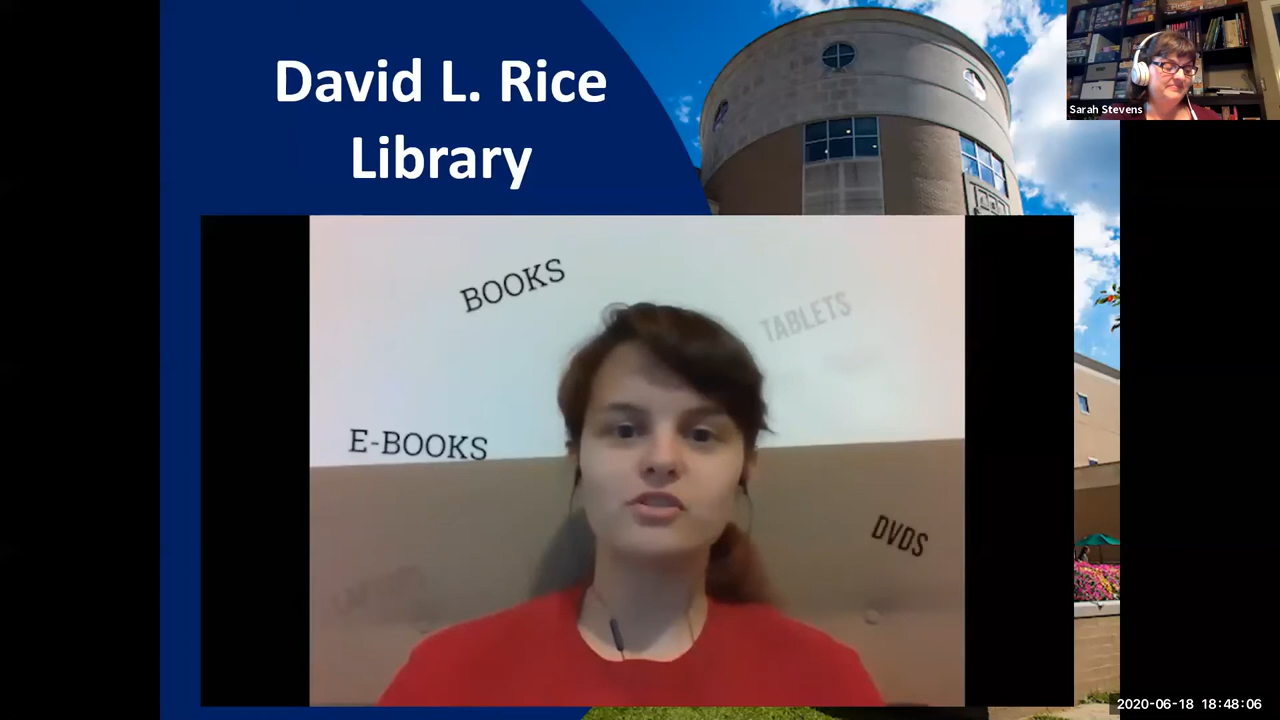 David L. Rice
Library
Sarah Stevens
BOOKS
TABLETS
E-BOOKS
DVDS
2020-06-18 18:48:06